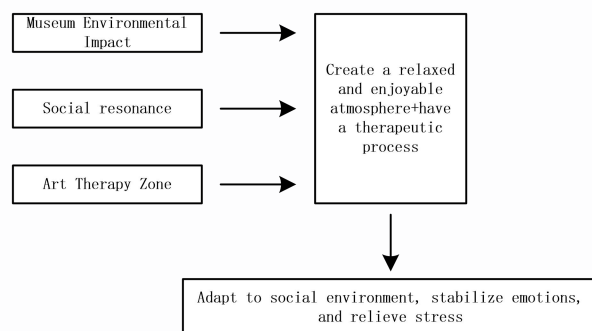 Museum Environmental
Impact
Social resonance
Art Therapy Zone
Create a relaxed
and enjoyable
atmosphere+have
a therapeutic
process
Adapt to social environment, stabilize emotions,
and relieve stress